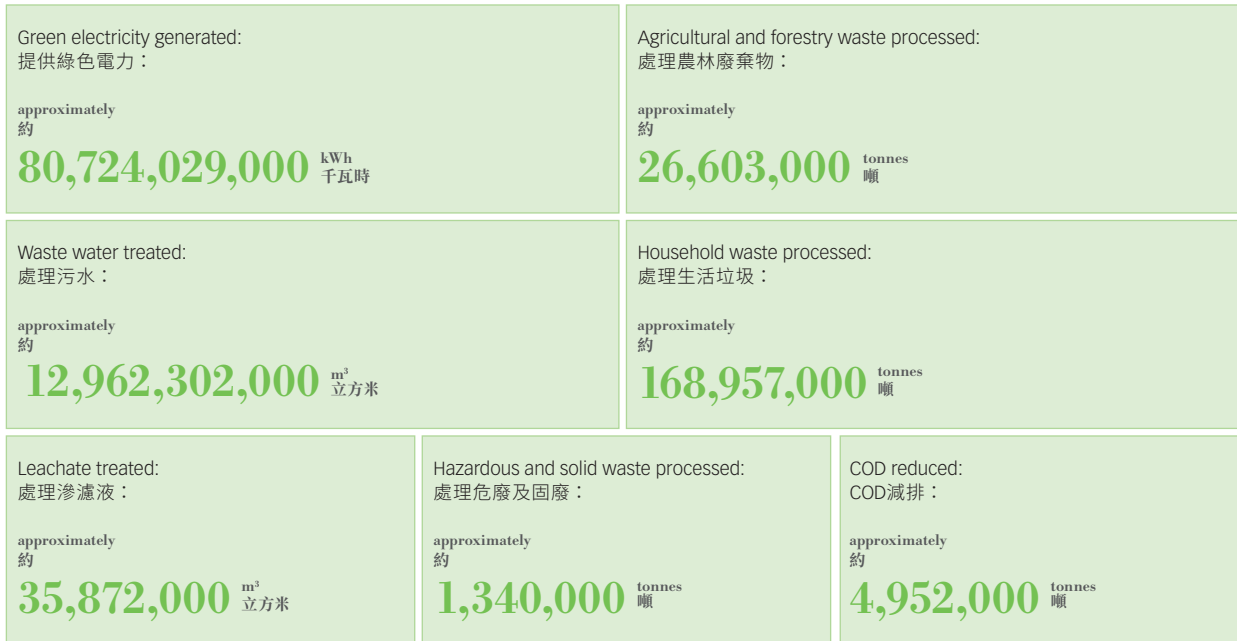 Green electricity generated:
提供綠色電力：
approximately
約
80,724,029,000 kWh
千瓦時
Agricultural and forestry waste processed:
處理農林廢棄物：
approximately
約
26,603,000 tonnes
噸
Waste water treated:
處理污水：
approximately
約
12,962,302,000 m³
立方米
Household waste processed:
處理生活垃圾：
approximately
約
168,957,000 tonnes
噸
Leachate treated:
處理滲濾液：
approximately
約
35,872,000 m³
立方米
Hazardous and solid waste processed:
處理危廢及固廢：
approximately
約
1,340,000 tonnes
噸
COD reduced:
COD減排：
approximately
約
4,952,000 tonnes
噸